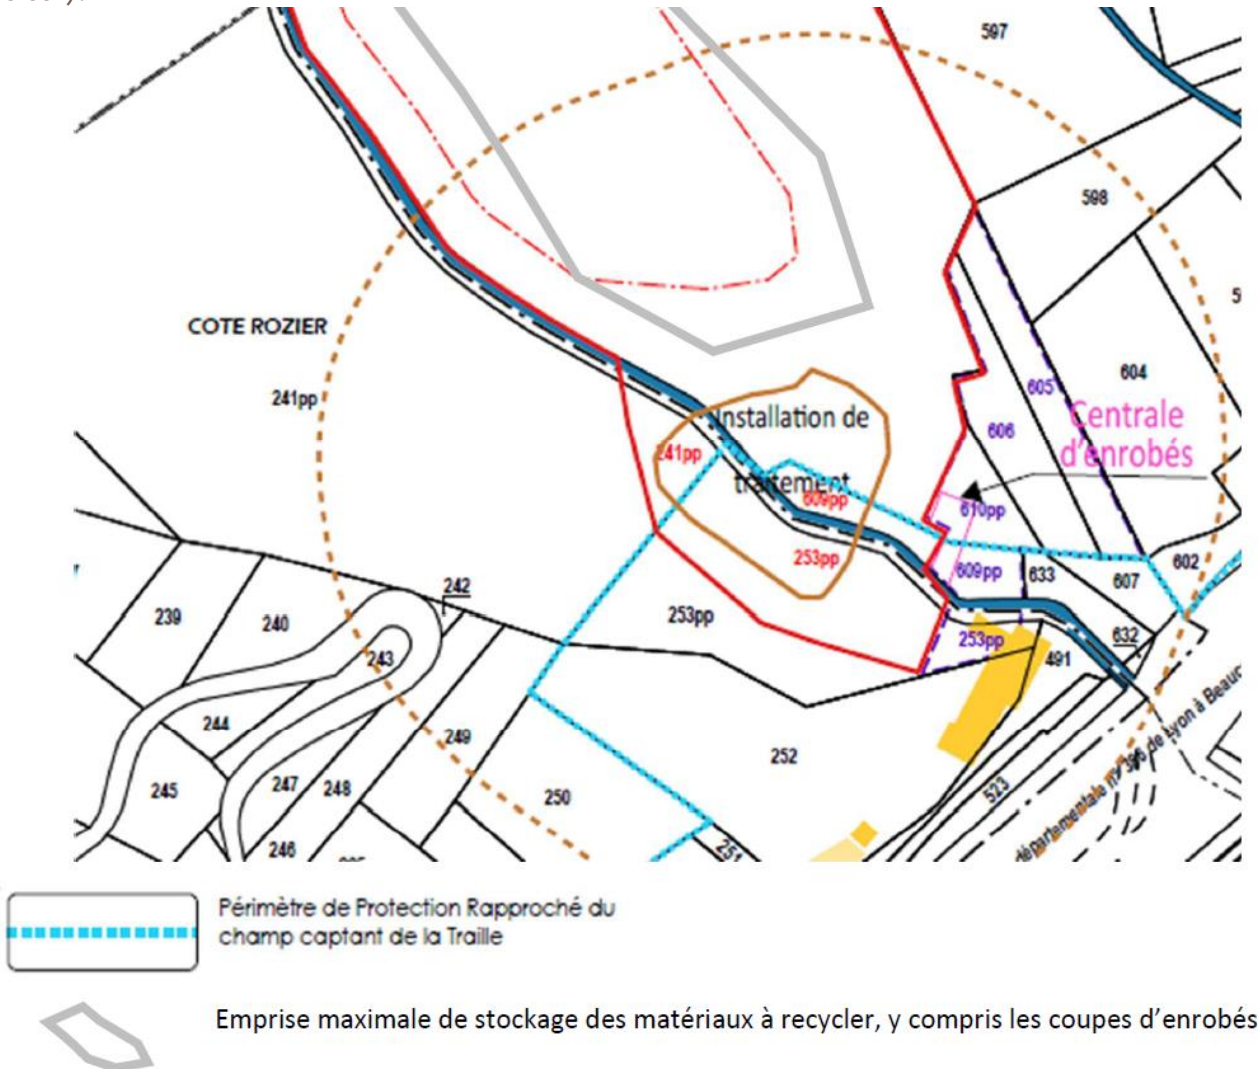 597
598
COTE ROZIER
241pp
604
605
606
Centrale
d'enrobés
Installation de
traitement
241pp
609pp
610pp
253pp
609pp
633
602
607
242
253pp
253pp
632
239
240
243
491
244
249
252
245
247
248
250
523
246
251
départementale n° 386 de Lyon à
Périmètre de Protection Rapproché du
champ captant de la Traille
Emprise maximale de stockage des matériaux à recycler, y compris les coupes d'enrobés